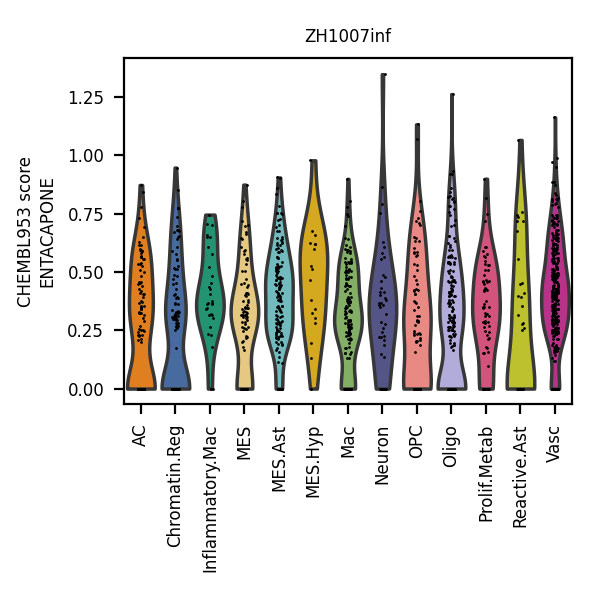 ZH1007inf
CHEMBL953 score
ENTACAPONE
1.25
1.00
0.75
0.50
0.25
0.00
AC
Chromatin.Reg
Inflammatory.Mac
MES
MES.Ast
MES.Hyp
Mac
Neuron
OPC
Oligo
Prolif.Metab
Reactive.Ast
Vasc